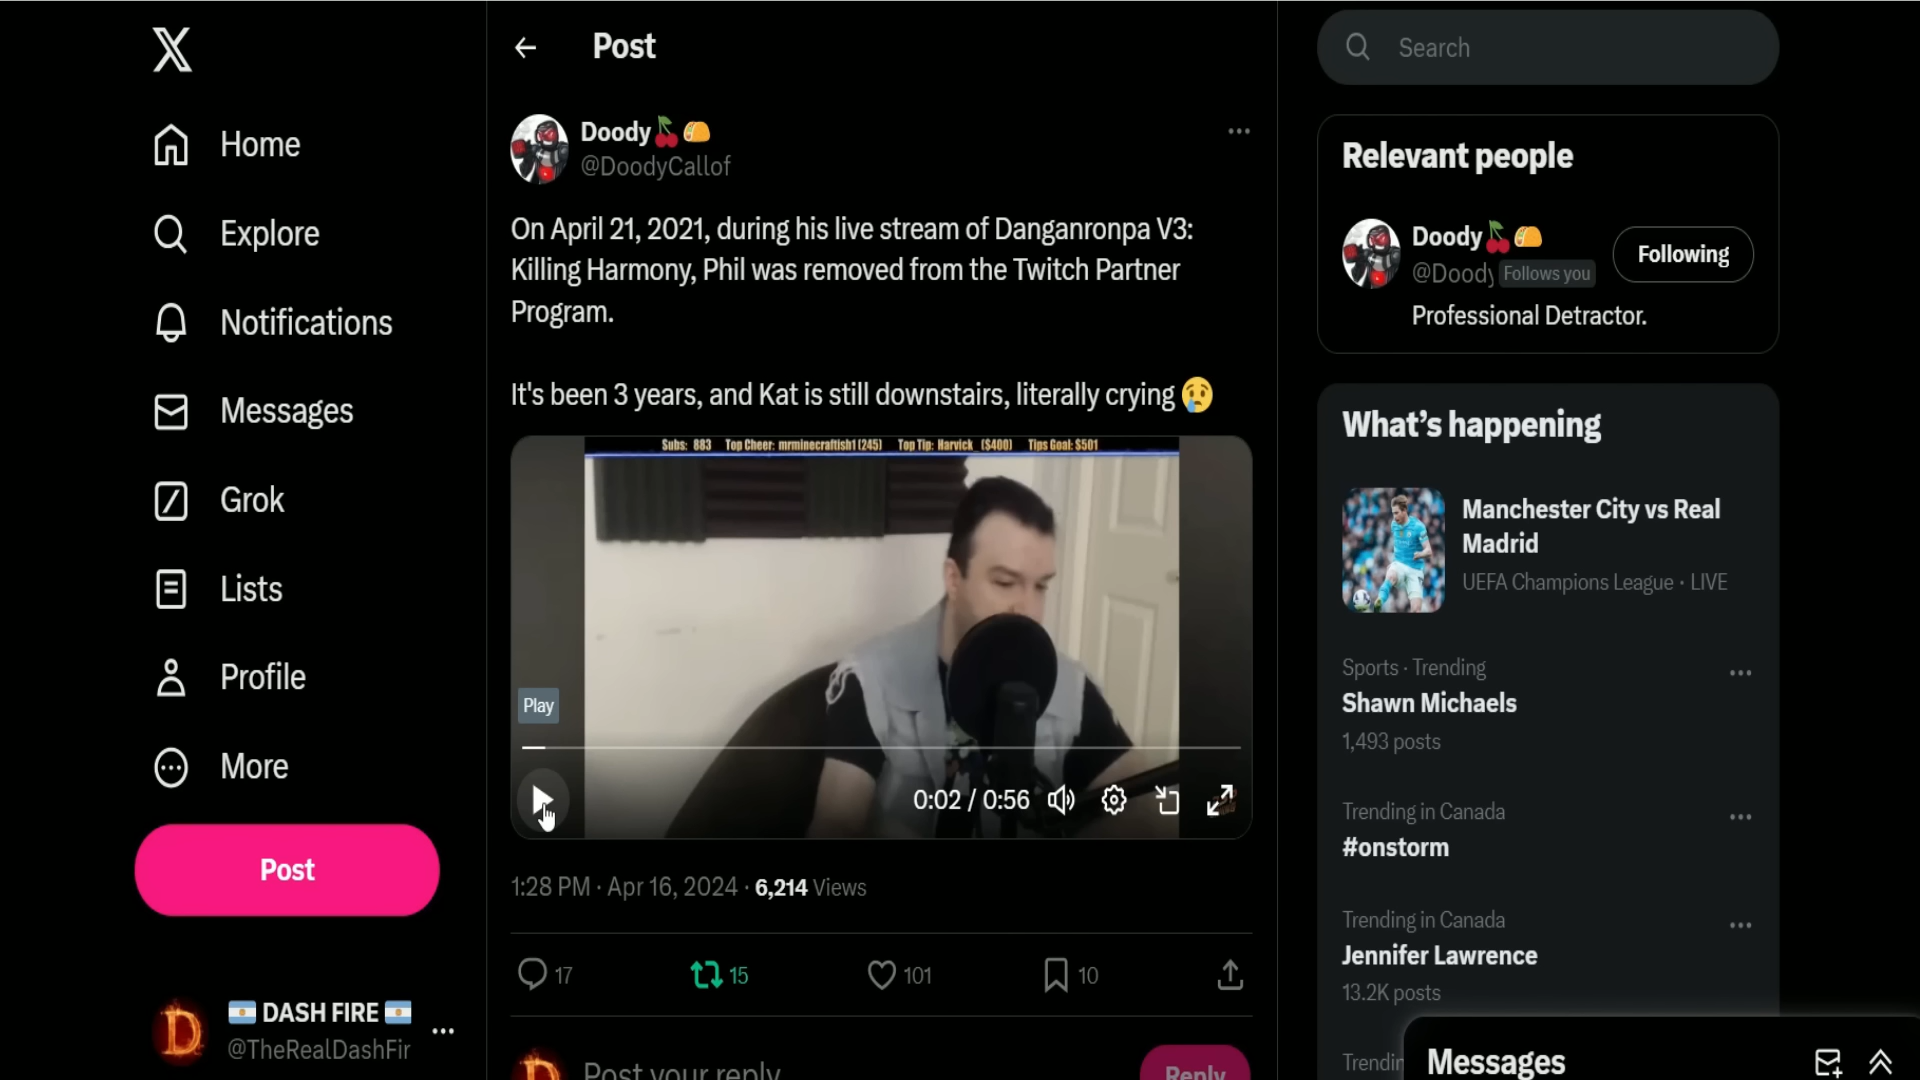 Home
Explore
Notifications
Messages
Grok
Lists
Profile
More
Post
DASH FIRE
@TheRealDashFir
Post
Doody
@DoodyCallof
On April 21, 2021, during his live stream of Danganronpa V3:
Killing Harmony, Phil was removed from the Twitch Partner
Program.
It's been 3 years, and Kat is still downstairs, literally crying 😢
Subs: 883 Top Cheer: mrminecraftish1 (245) Top Tip: Harvick_ ($400) Tips Goal: $501
Play
0:02 / 0:56
1:28 PM · Apr 16, 2024 · 6,214 Views
17 15 101 10
Post your reply
Reply
Search
Relevant people
Doody
@Doody Follows you
Following
Professional Detractor.
What's happening
Manchester City vs Real
Madrid
UEFA Champions League · LIVE
Sports · Trending
Shawn Michaels
1,493 posts
Trending in Canada
#onstorm
Trending in Canada
Jennifer Lawrence
13.2K posts
Trendin
Messages